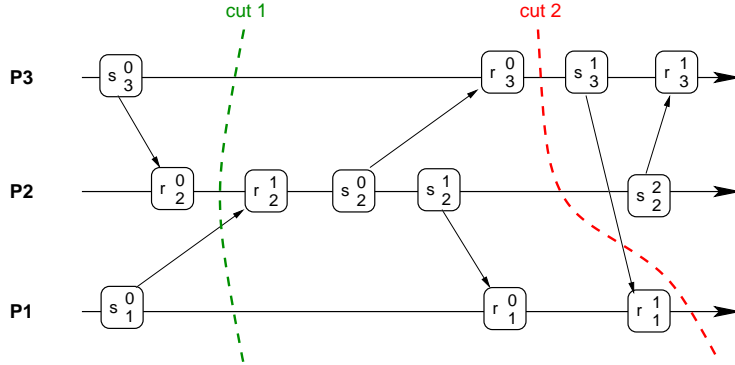 cut 1 cut 2
P3 s 0 3 r 0 3 s 1 3 r 1 3
P2 r 0 2 r 1 2 s 0 2 s 1 2 s 2 2
P1 s 0 1 r 0 1 r 1 1